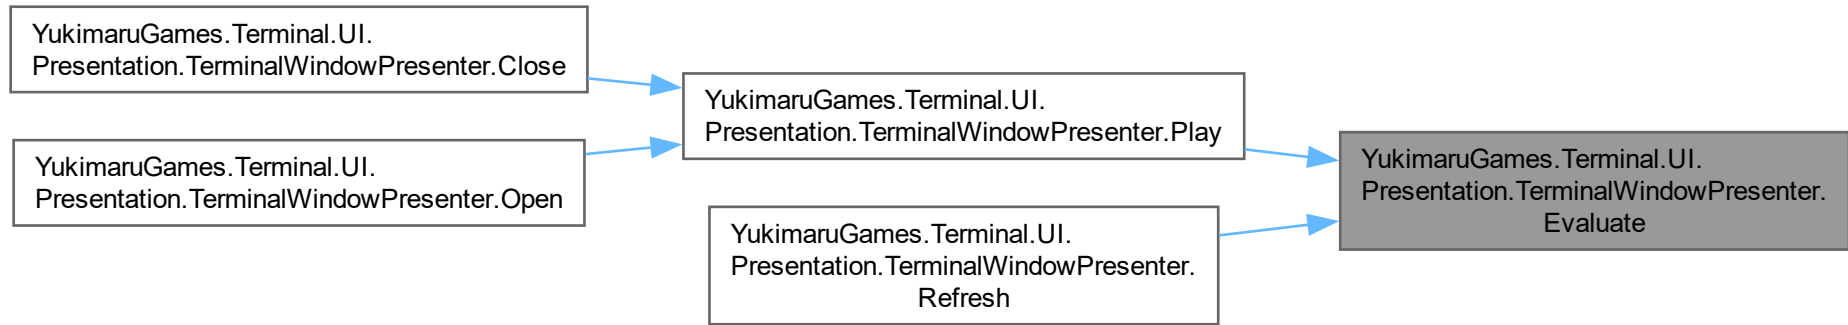 YukimaruGames.Terminal.UI.
Presentation.TerminalWindowPresenter.Close
YukimaruGames.Terminal.UI.
Presentation.TerminalWindowPresenter.Open
YukimaruGames.Terminal.UI.
Presentation.TerminalWindowPresenter.Play
YukimaruGames.Terminal.UI.
Presentation.TerminalWindowPresenter.
Refresh
YukimaruGames.Terminal.UI.
Presentation.TerminalWindowPresenter.
Evaluate